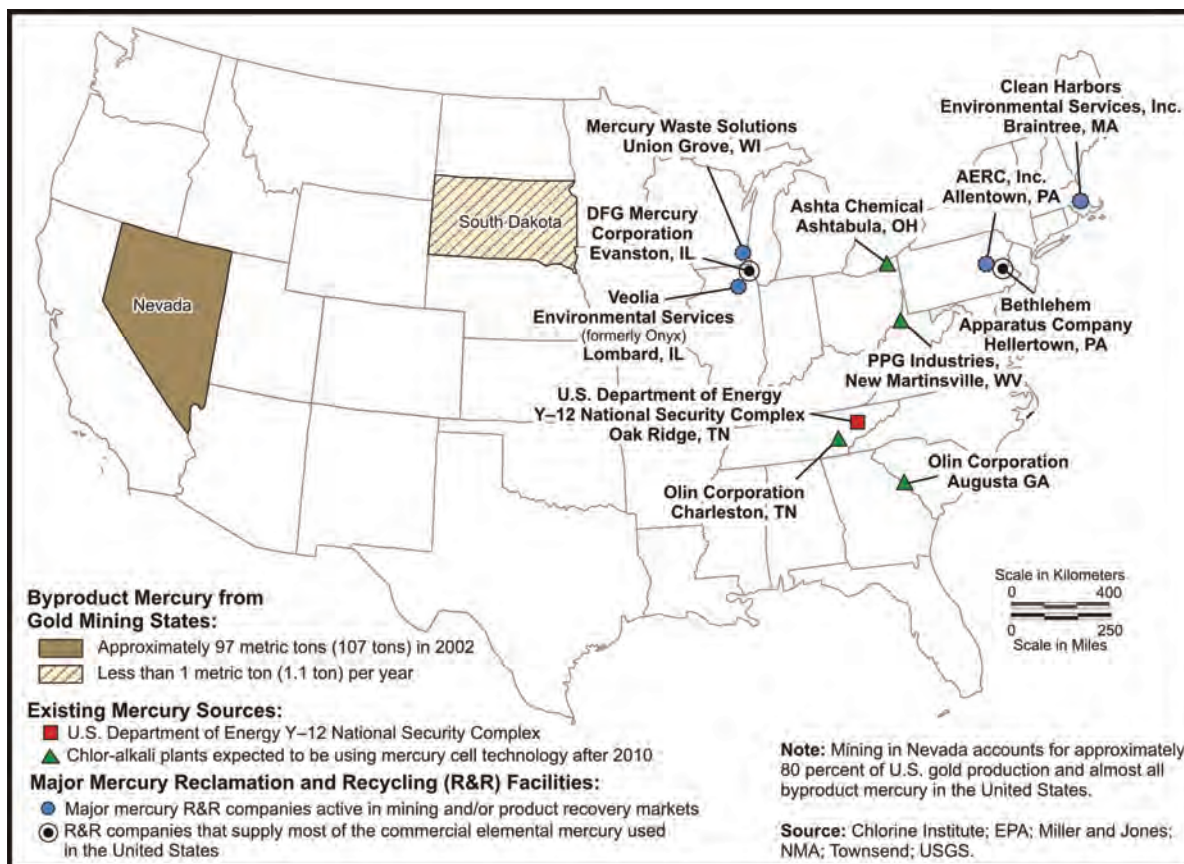 Clean Harbors
Environmental Services, Inc.
Braintree, MA
Mercury Waste Solutions
Union Grove, WI
AERC, Inc.
Allentown, PA
Ashta Chemical
Ashtabula, OH
South Dakota
DFG Mercury
Corporation
Evanston, IL
Nevada
Veolia
Environmental Services
(formerly Onyx)
Lombard, IL
Bethlehem
Apparatus Company
Hellertown, PA
PPG Industries,
New Martinsville, WV
U.S. Department of Energy
Y–12 National Security Complex
Oak Ridge, TN
Olin Corporation
Augusta GA
Olin Corporation
Charleston, TN
Scale in Kilometers
0 400
0 250
Scale in Miles
Byproduct Mercury from
Gold Mining States:
Approximately 97 metric tons (107 tons) in 2002
Less than 1 metric ton (1.1 ton) per year
Existing Mercury Sources:
U.S. Department of Energy Y–12 National Security Complex
Chlor-alkali plants expected to be using mercury cell technology after 2010
Major Mercury Reclamation and Recycling (R&R) Facilities:
Major mercury R&R companies active in mining and/or product recovery markets
R&R companies that supply most of the commercial elemental mercury used
in the United States
Note: Mining in Nevada accounts for approximately
80 percent of U.S. gold production and almost all
byproduct mercury in the United States.
Source: Chlorine Institute; EPA; Miller and Jones;
NMA; Townsend; USGS.